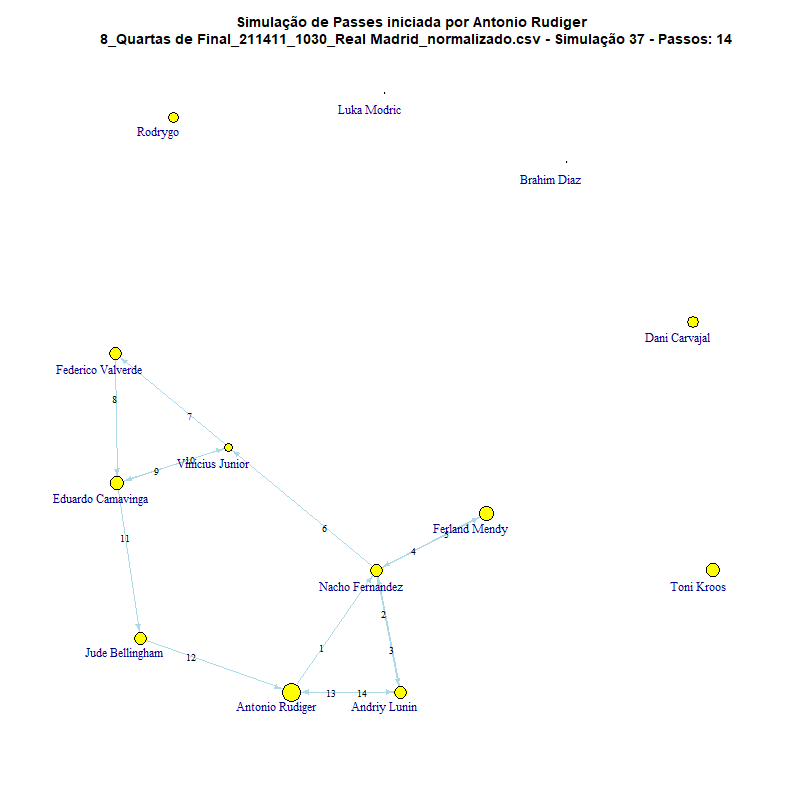 Simulação de Passes iniciada por Antonio Rudiger
8_Quartas de Final_211411_1030_Real Madrid_normalizado.csv - Simulação 37 - Passos: 14
Luka Modric
Rodrygo
Brahim Diaz
Dani Carvajal
Federico Valverde
8
7
10
Vinicius Junior
9
Eduardo Camavinga
6
Ferland Mendy
5
11
4
Nacho Fernandez
Toni Kroos
2
1
3
Jude Bellingham
12
13
14
Antonio Rudiger
Andriy Lunin